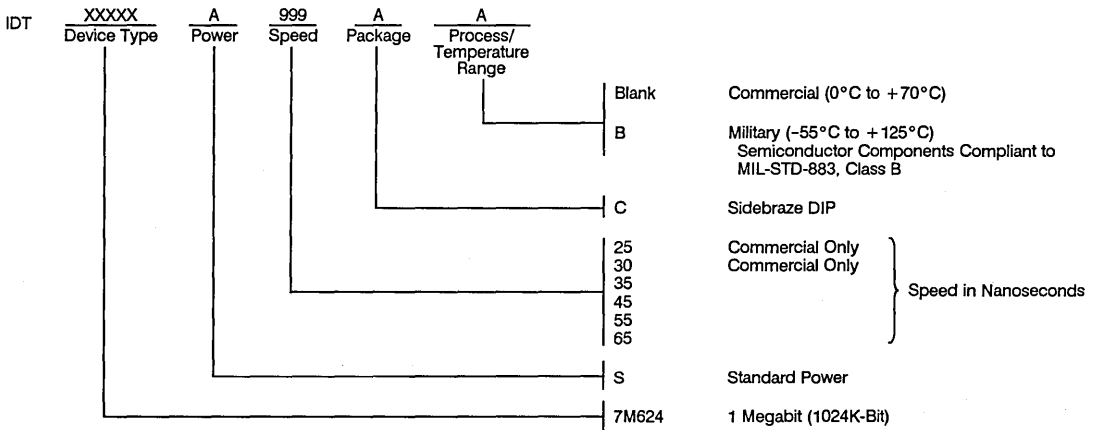 IDT XXXXX A 999 A A
Device Type Power Speed Package Process/
Temperature
Range
Blank Commercial (0°C to +70°C)
B Military (–55°C to +125°C)
Semiconductor Components Compliant to
MIL-STD-883, Class B
C Sidebraze DIP
25 Commercial Only
30 Commercial Only
35
45
55
65
Speed in Nanoseconds
S Standard Power
7M624 1 Megabit (1024K-Bit)